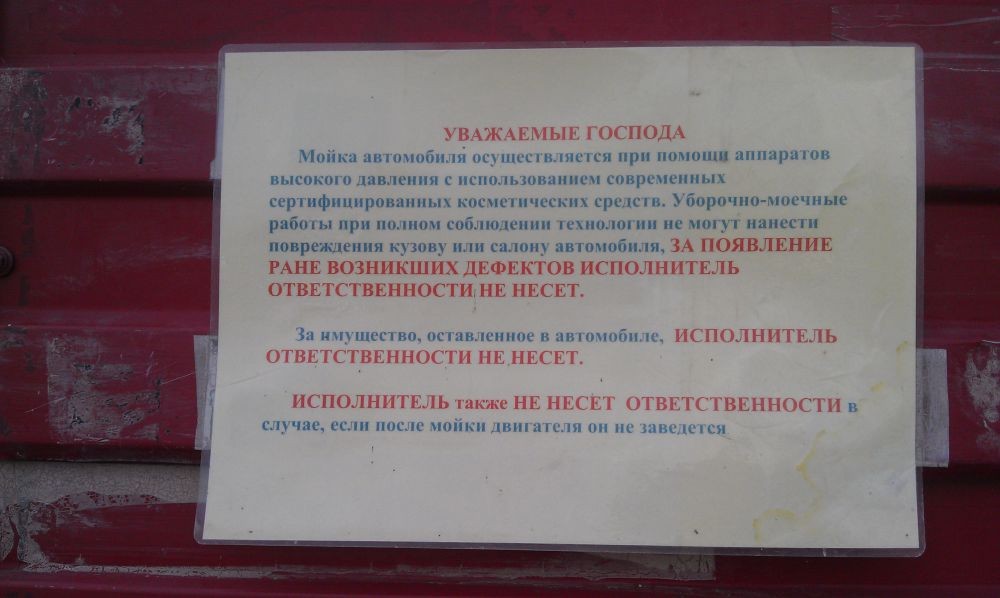 УВАЖАЕМЫЕ ГОСПОДА
Мойка автомобиля осуществляется при помощи аппаратов
высокого давления с использованием современных
сертифицированных косметических средств. Уборочно-моечные
работы при полном соблюдении технологии не могут нанести
повреждения кузову или салону автомобиля, ЗА ПОЯВЛЕНИЕ
РАНЕ ВОЗНИКШИХ ДЕФЕКТОВ ИСПОЛНИТЕЛЬ
ОТВЕТСТВЕННОСТИ НЕ НЕСЕТ.
За имущество, оставленное в автомобиле, ИСПОЛНИТЕЛЬ
ОТВЕТСТВЕННОСТИ НЕ НЕСЕТ.
ИСПОЛНИТЕЛЬ также НЕ НЕСЕТ ОТВЕТСТВЕННОСТИ в
случае, если после мойки двигателя он не заведется